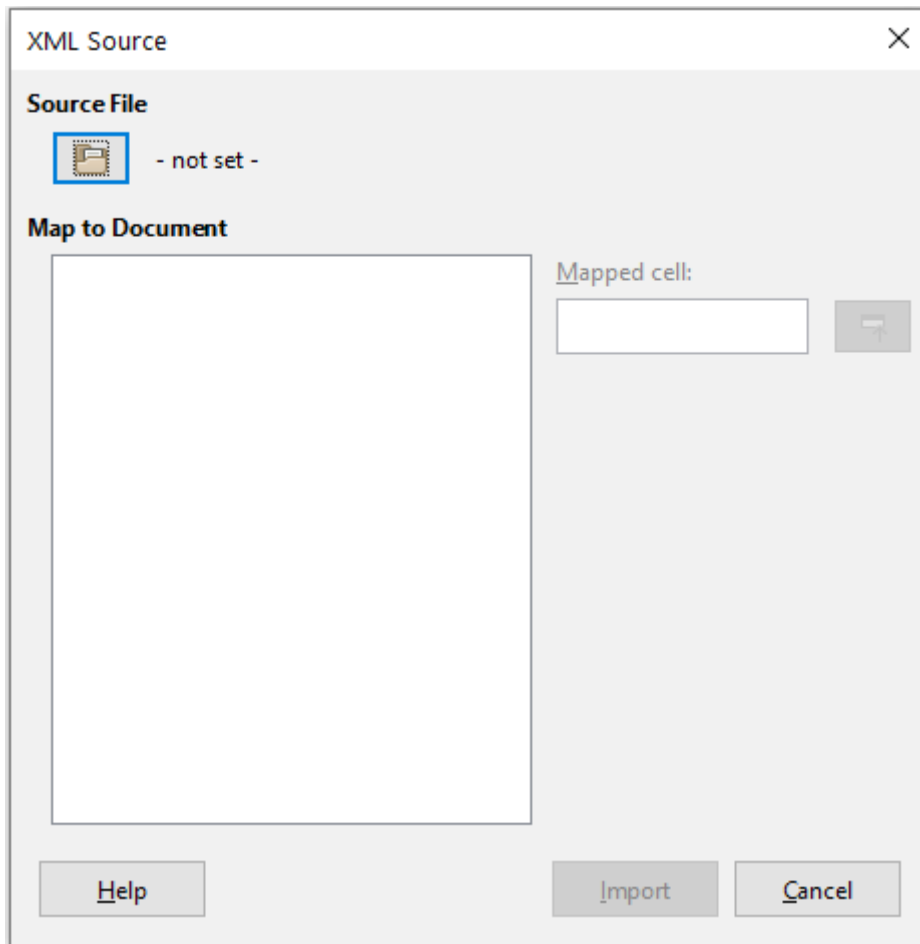 XML Source
Source File
- not set -
Map to Document
Mapped cell:
Help
Import
Cancel